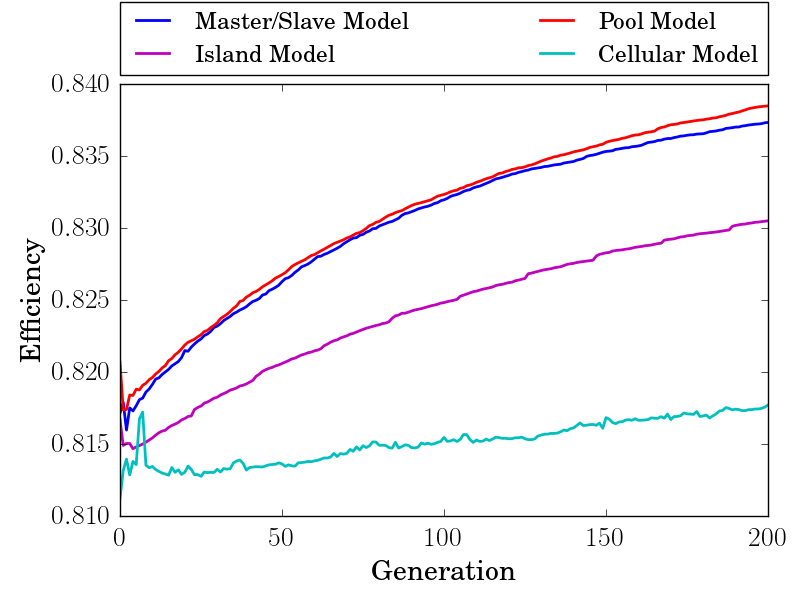 Master/Slave Model Pool Model
Island Model Cellular Model
0.840
0.835
0.830
0.825
0.820
0.815
0.810
Efficiency
0 50 100 150 200
Generation